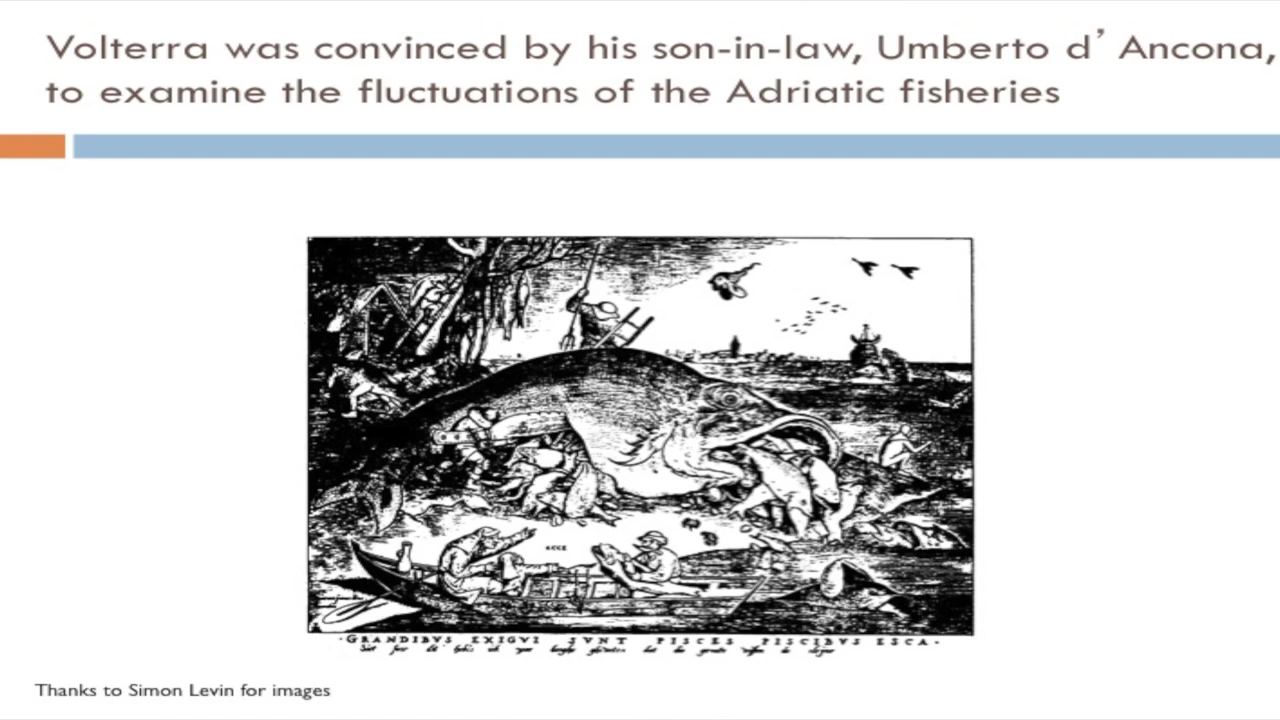 Volterra was convinced by his son-in-law, Umberto d’ Ancona,
to examine the fluctuations of the Adriatic fisheries
ECCE
·GRANDIBVS EXIGVI SVNT PISCES PISCIBVS ESCA·
Thanks to Simon Levin for images